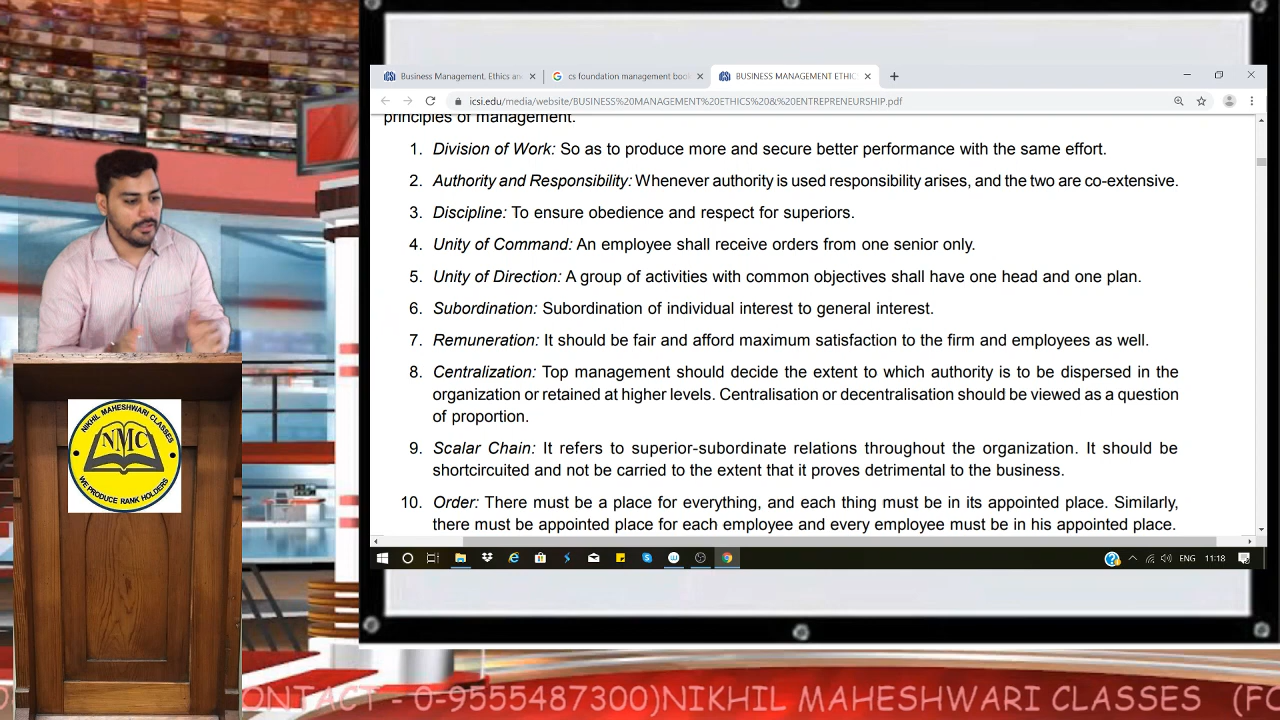 Business Management, Ethics an
cs foundation management boo
BUSINESS MANAGEMENT ETHIC
icsi.edu/media/website/BUSINESS%20MANAGEMENT%20ETHICS%20&%20ENTREPRENEURSHIP.pdf
principles of management.
1. Division of Work: So as to produce more and secure better performance with the same effort.
2. Authority and Responsibility: Whenever authority is used responsibility arises, and the two are co-extensive.
3. Discipline: To ensure obedience and respect for superiors.
4. Unity of Command: An employee shall receive orders from one senior only.
5. Unity of Direction: A group of activities with common objectives shall have one head and one plan.
6. Subordination: Subordination of individual interest to general interest.
7. Remuneration: It should be fair and afford maximum satisfaction to the firm and employees as well.
8. Centralization: Top management should decide the extent to which authority is to be dispersed in the
organization or retained at higher levels. Centralisation or decentralisation should be viewed as a question
of proportion.
9. Scalar Chain: It refers to superior-subordinate relations throughout the organization. It should be
shortcircuited and not be carried to the extent that it proves detrimental to the business.
10. Order: There must be a place for everything, and each thing must be in its appointed place. Similarly,
there must be appointed place for each employee and every employee must be in his appointed place.
ENG 11:18
NIKHIL MAHESHWARI CLASSES
NMC
WE PRODUCE RANK HOLDERS
ONTACT - 0-9555487300)NIKHIL MAHESHWARI CLASSES (FO